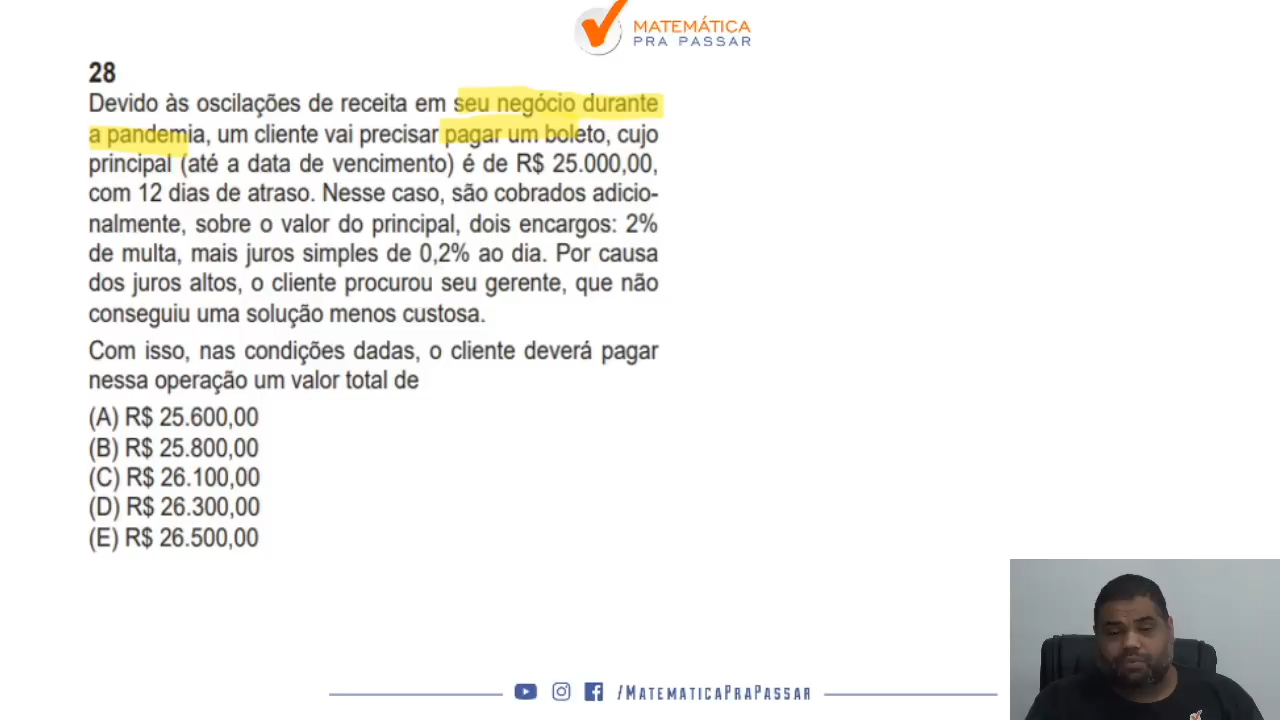 MATEMÁTICA
PRA PASSAR
28
Devido às oscilações de receita em seu negócio durante
a pandemia, um cliente vai precisar pagar um boleto, cujo
principal (até a data de vencimento) é de R$ 25.000,00,
com 12 dias de atraso. Nesse caso, são cobrados adicio-
nalmente, sobre o valor do principal, dois encargos: 2%
de multa, mais juros simples de 0,2% ao dia. Por causa
dos juros altos, o cliente procurou seu gerente, que não
conseguiu uma solução menos custosa.
Com isso, nas condições dadas, o cliente deverá pagar
nessa operação um valor total de
(A) R$ 25.600,00
(B) R$ 25.800,00
(C) R$ 26.100,00
(D) R$ 26.300,00
(E) R$ 26.500,00
/MATEMATICAPRAPASSAR